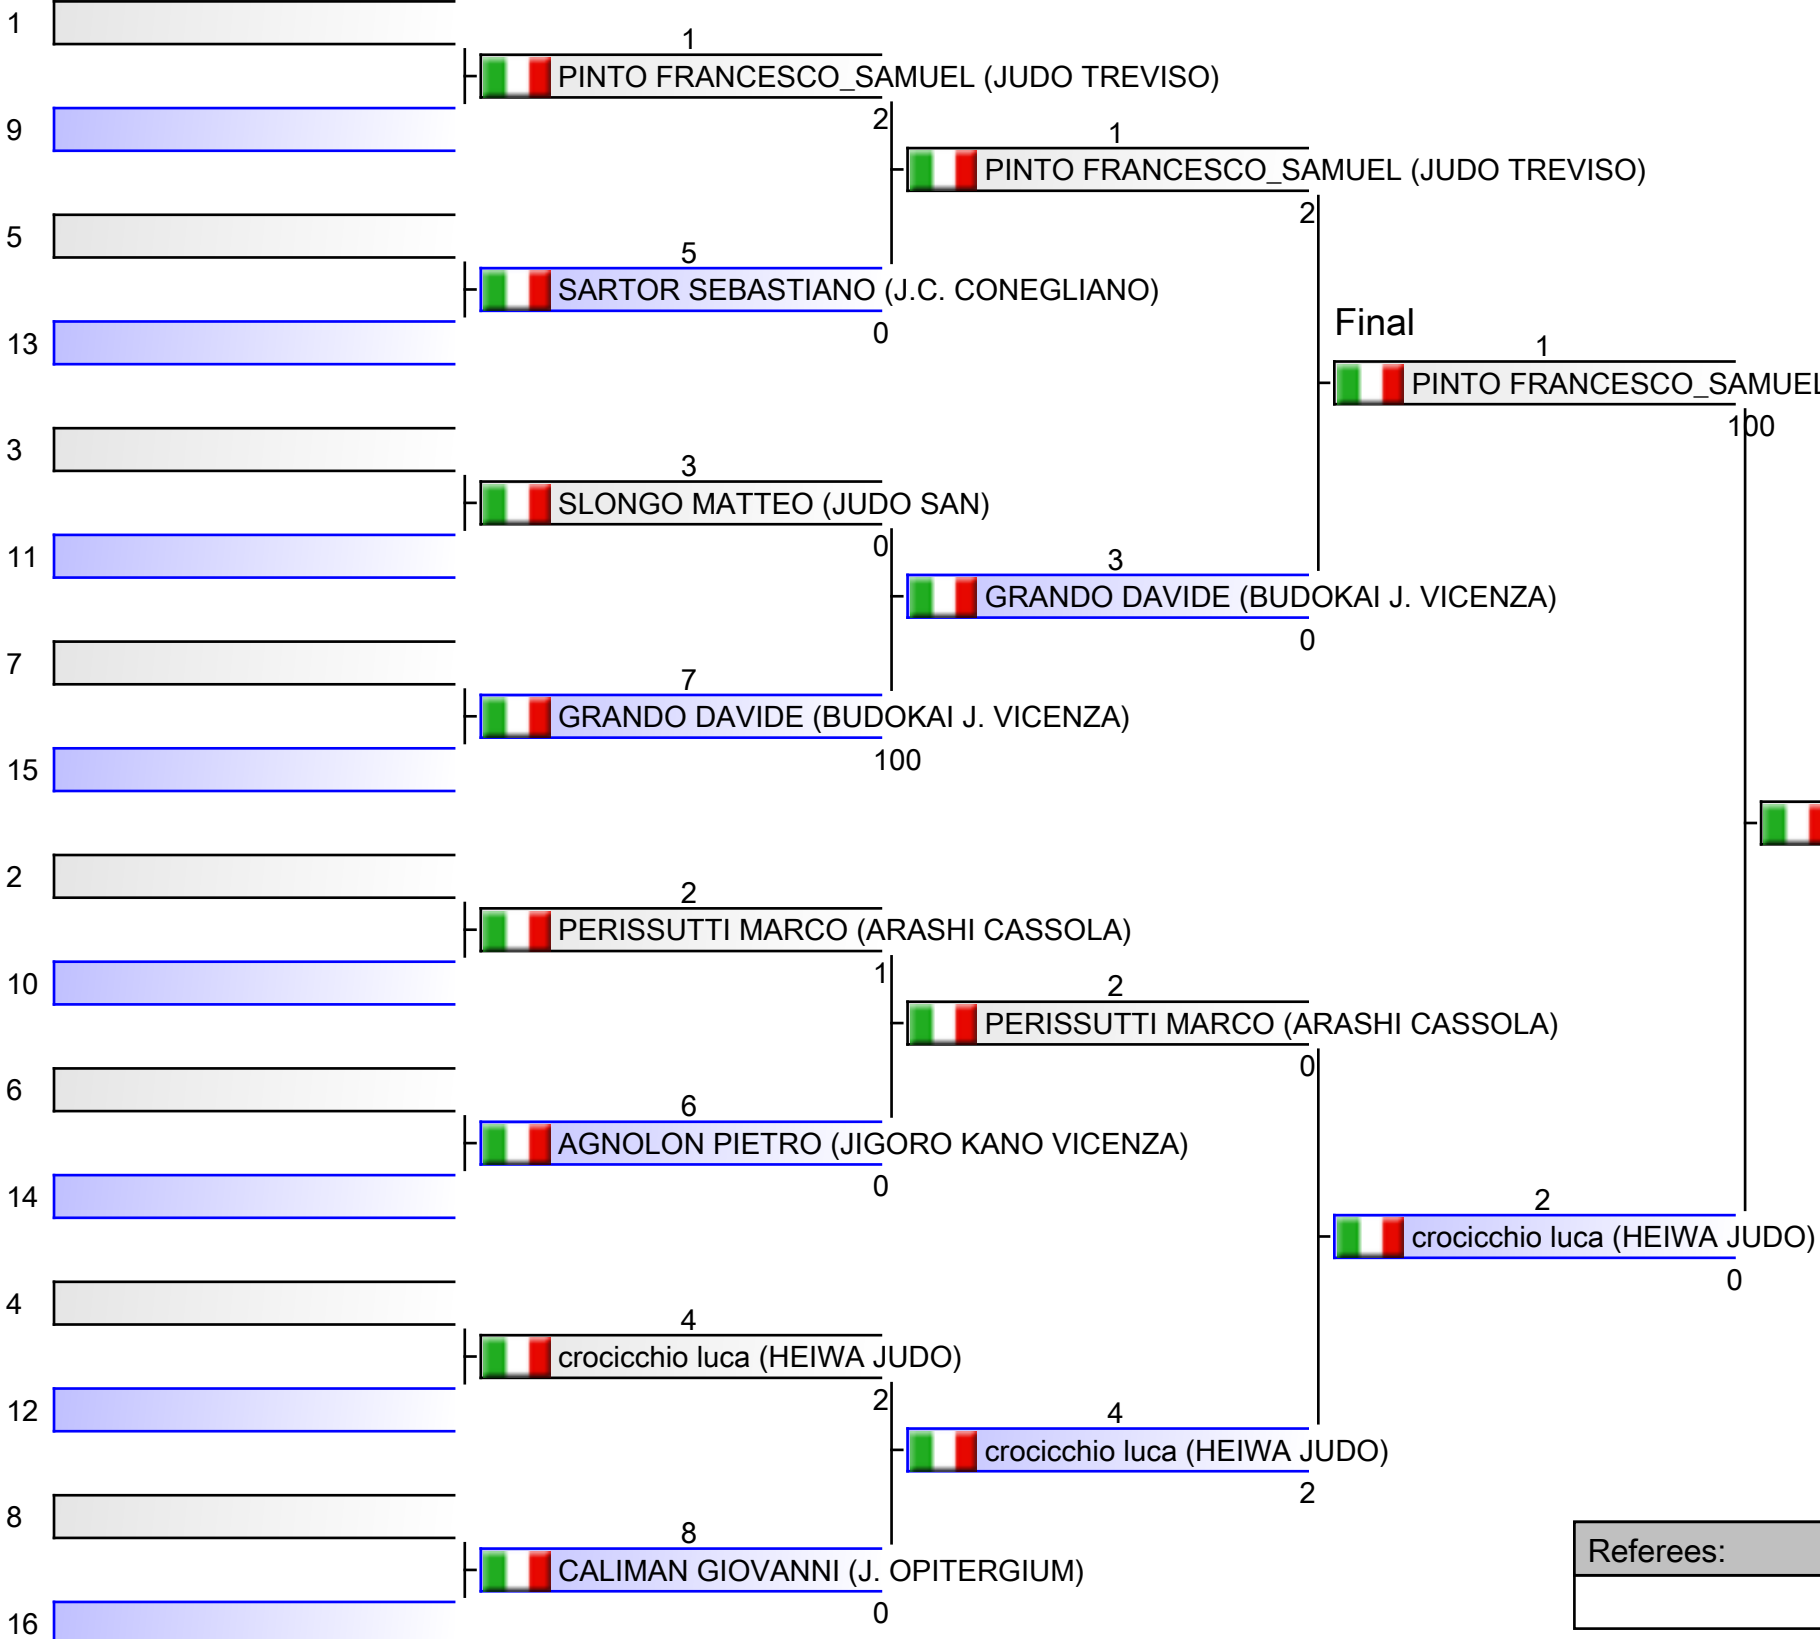 1
1
PINTO FRANCESCO_SAMUEL (JUDO TREVISO)
2
9
1
PINTO FRANCESCO_SAMUEL (JUDO TREVISO)
2
5
5
SARTOR SEBASTIANO (J.C. CONEGLIANO)
0
13
Final
1
PINTO FRANCESCO_SAMUEL
100
3
3
SLONGO MATTEO (JUDO SAN)
0
11
3
GRANDO DAVIDE (BUDOKAI J. VICENZA)
0
7
7
GRANDO DAVIDE (BUDOKAI J. VICENZA)
100
15
2
2
PERISSUTTI MARCO (ARASHI CASSOLA)
1
10
2
PERISSUTTI MARCO (ARASHI CASSOLA)
0
6
6
AGNOLON PIETRO (JIGORO KANO VICENZA)
0
14
2
crocicchio luca (HEIWA JUDO)
0
4
4
crocicchio luca (HEIWA JUDO)
2
12
4
crocicchio luca (HEIWA JUDO)
2
8
8
CALIMAN GIOVANNI (J. OPITERGIUM)
0
16
Referees: